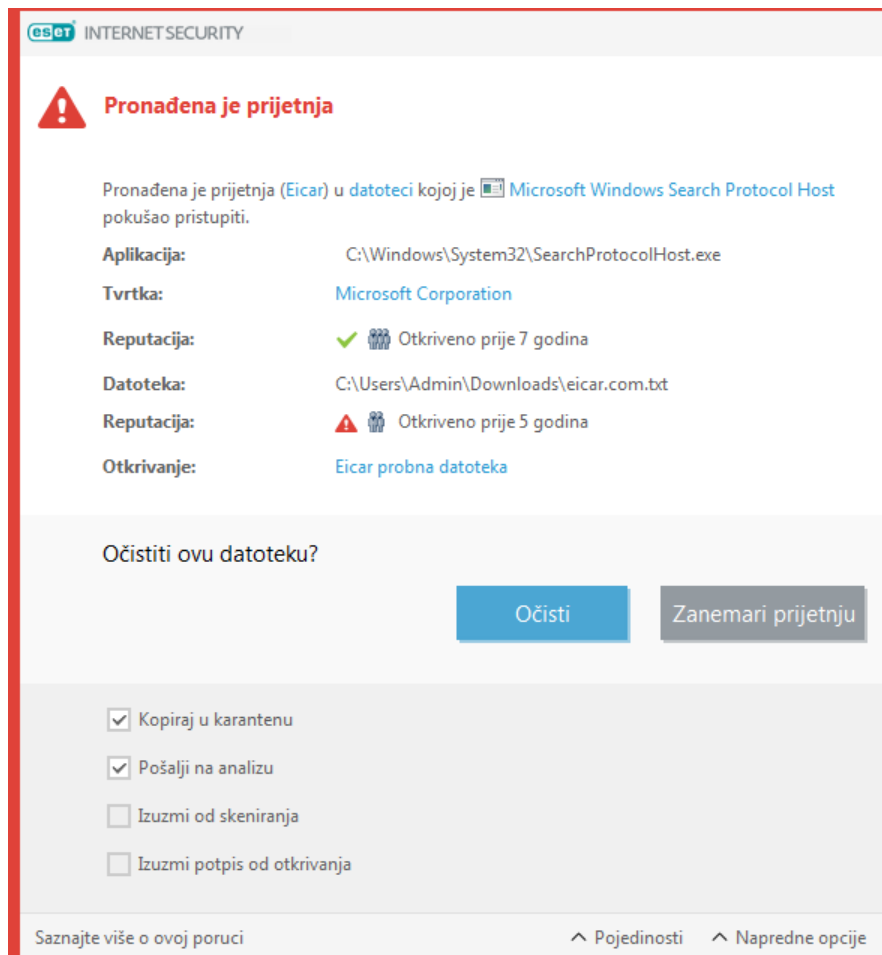 eset INTERNET SECURITY
Pronađena je prijetnja
Pronađena je prijetnja (Eicar) u datoteci kojoj je Microsoft Windows Search Protocol Host
pokušao pristupiti.
Aplikacija: C:\Windows\System32\SearchProtocolHost.exe
Tvrtka: Microsoft Corporation
Reputacija: Otkriveno prije 7 godina
Datoteka: C:\Users\Admin\Downloads\eicar.com.txt
Reputacija: Otkriveno prije 5 godina
Otkrivanje: Eicar probna datoteka
Očistiti ovu datoteku?
Očisti Zanemari prijetnju
Kopiraj u karantenu
Pošalji na analizu
Izuzmi od skeniranja
Izuzmi potpis od otkrivanja
Saznajte više o ovoj poruci Pojedinosti Napredne opcije